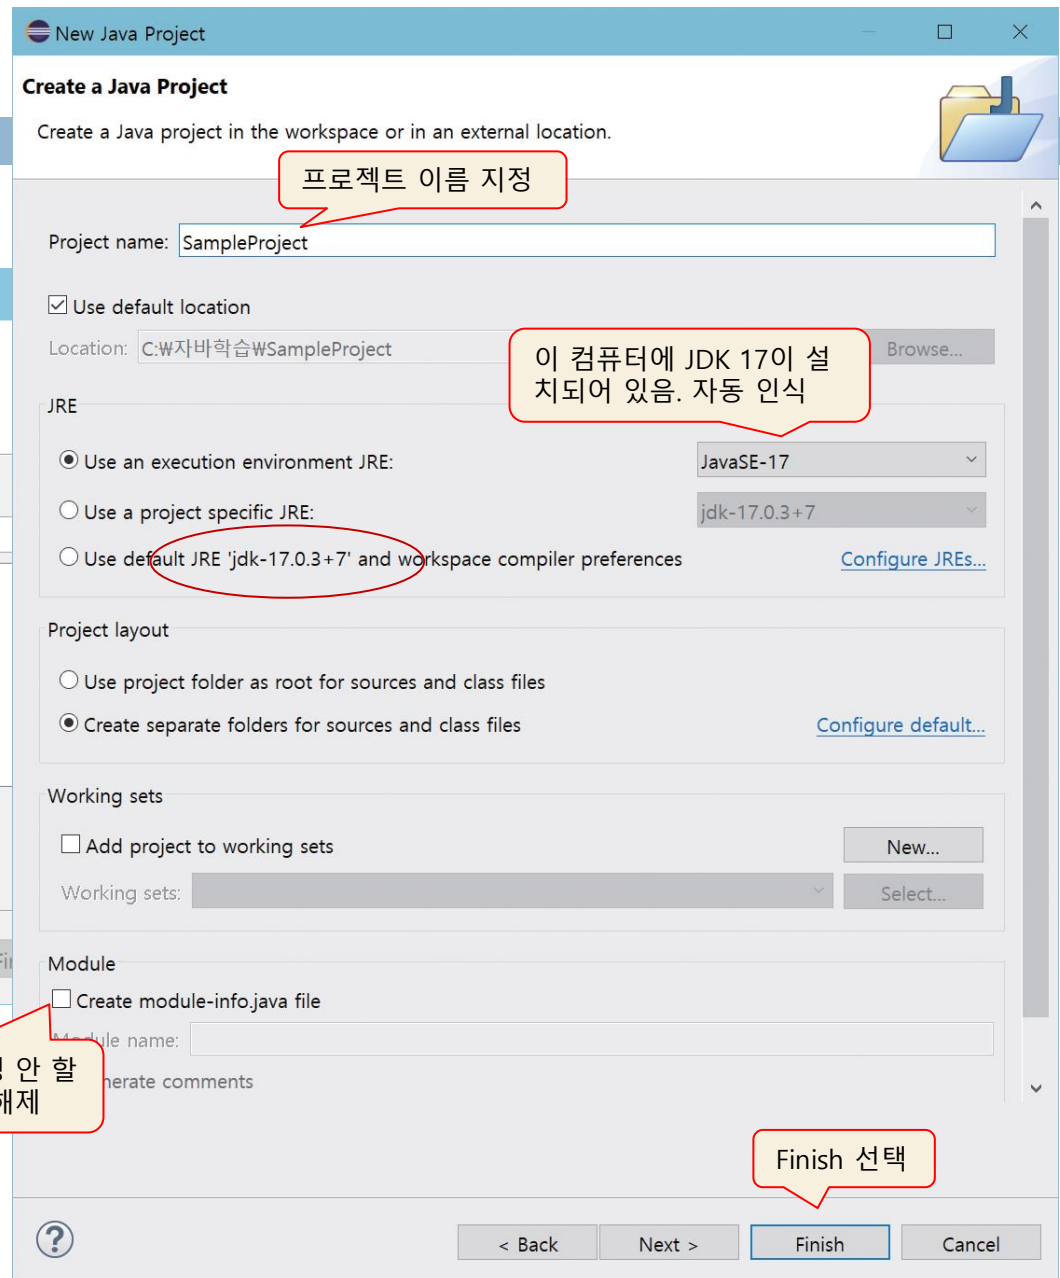 New Java Project
Create a Java Project
Create a Java project in the workspace or in an external location.
프로젝트 이름 지정
Project name: SampleProject
Use default location
Location: C:₩자바학습₩SampleProject
Browse...
이 컴퓨터에 JDK 17이 설
치되어 있음. 자동 인식
JRE
Use an execution environment JRE: JavaSE-17
Use a project specific JRE: jdk-17.0.3+7
Use default JRE 'jdk-17.0.3+7' and workspace compiler preferences Configure JREs...
Project layout
Use project folder as root for sources and class files
Create separate folders for sources and class files Configure default...
Working sets
Add project to working sets New...
Working sets: Select...
Module
Create module-info.java file
Module name:
안 할
해제
comments
Finish 선택
< Back Next > Finish Cancel